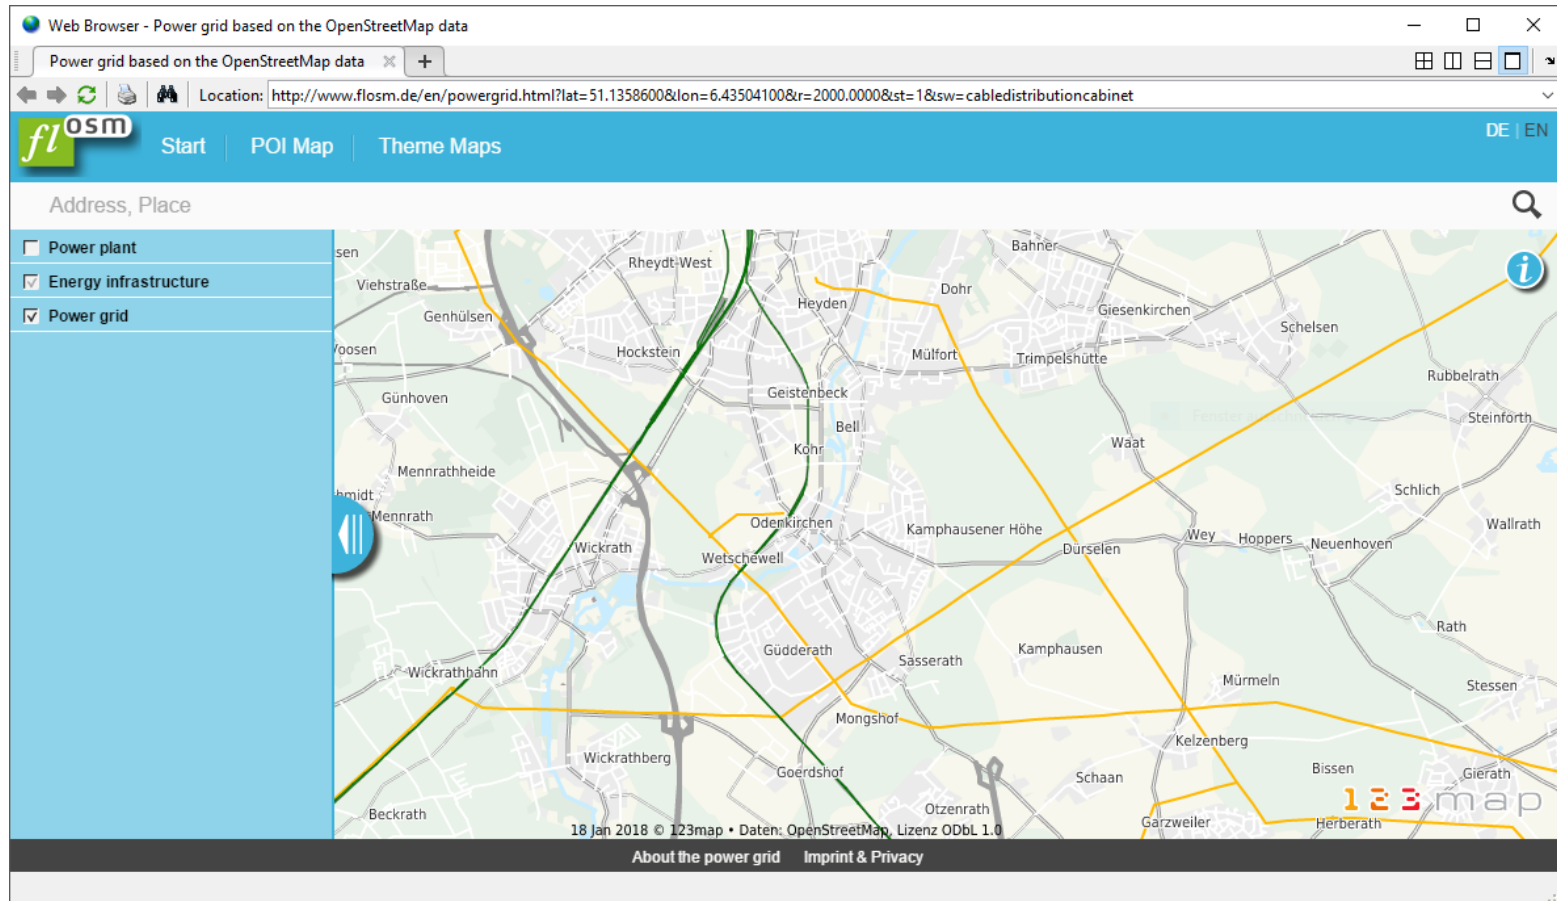 Web Browser - Power grid based on the OpenStreetMap data
Power grid based on the OpenStreetMap data
Location: http://www.flosm.de/en/powergrid.html?lat=51.1358600&lon=6.43504100&r=2000.0000&st=1&sw=cabledistributioncabinet
fl osm
Start
POI Map
Theme Maps
DE | EN
Address, Place
Power plant
Energy infrastructure
Power grid
sen
Rheydt-West
Bahner
Viehstraße
Heyden
Dohr
Genhülsen
Giesenkirchen
Schelsen
Voosen
Hockstein
Mülfort
Trimpelshütte
Rubbelrath
Günhoven
Geistenbeck
Fenster
Steinforth
Bell
Kohr
Waat
Mennrathheide
hmidt
Schlich
Mennrath
Odenkirchen
Kamphausener Höhe
Wallrath
Wickrath
Wetschewell
Dürselen
Wey
Hoppers
Neuenhoven
Rath
Güdderath
Sasserath
Kamphausen
Wickrathhahn
Mürmeln
Stessen
Mongshof
Kelzenberg
Wickrathberg
Goerdshof
Schaan
Bissen
Gierath
Beckrath
Otzenrath
Garzweiler
Herberath
123map
18 Jan 2018 © 123map • Daten: OpenStreetMap, Lizenz ODbL 1.0
About the power grid
Imprint & Privacy